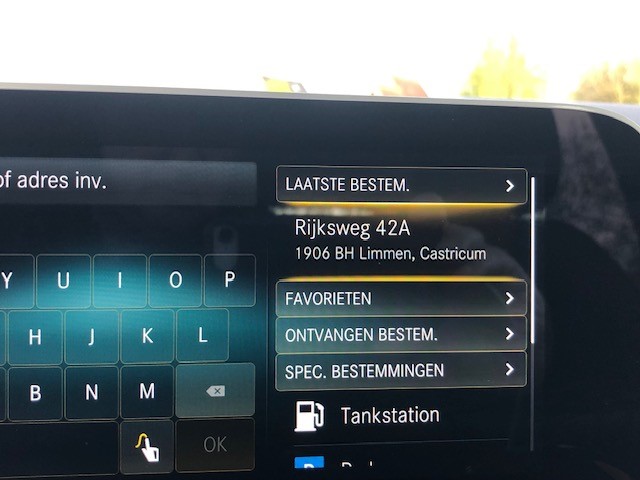 of adres inv.
LAATSTE BESTEM.
Rijksweg 42A
1906 BH Limmen, Castricum
Y U I O P
FAVORIETEN
H J K L
ONTVANGEN BESTEM.
SPEC. BESTEMMINGEN
B N M
Tankstation
OK